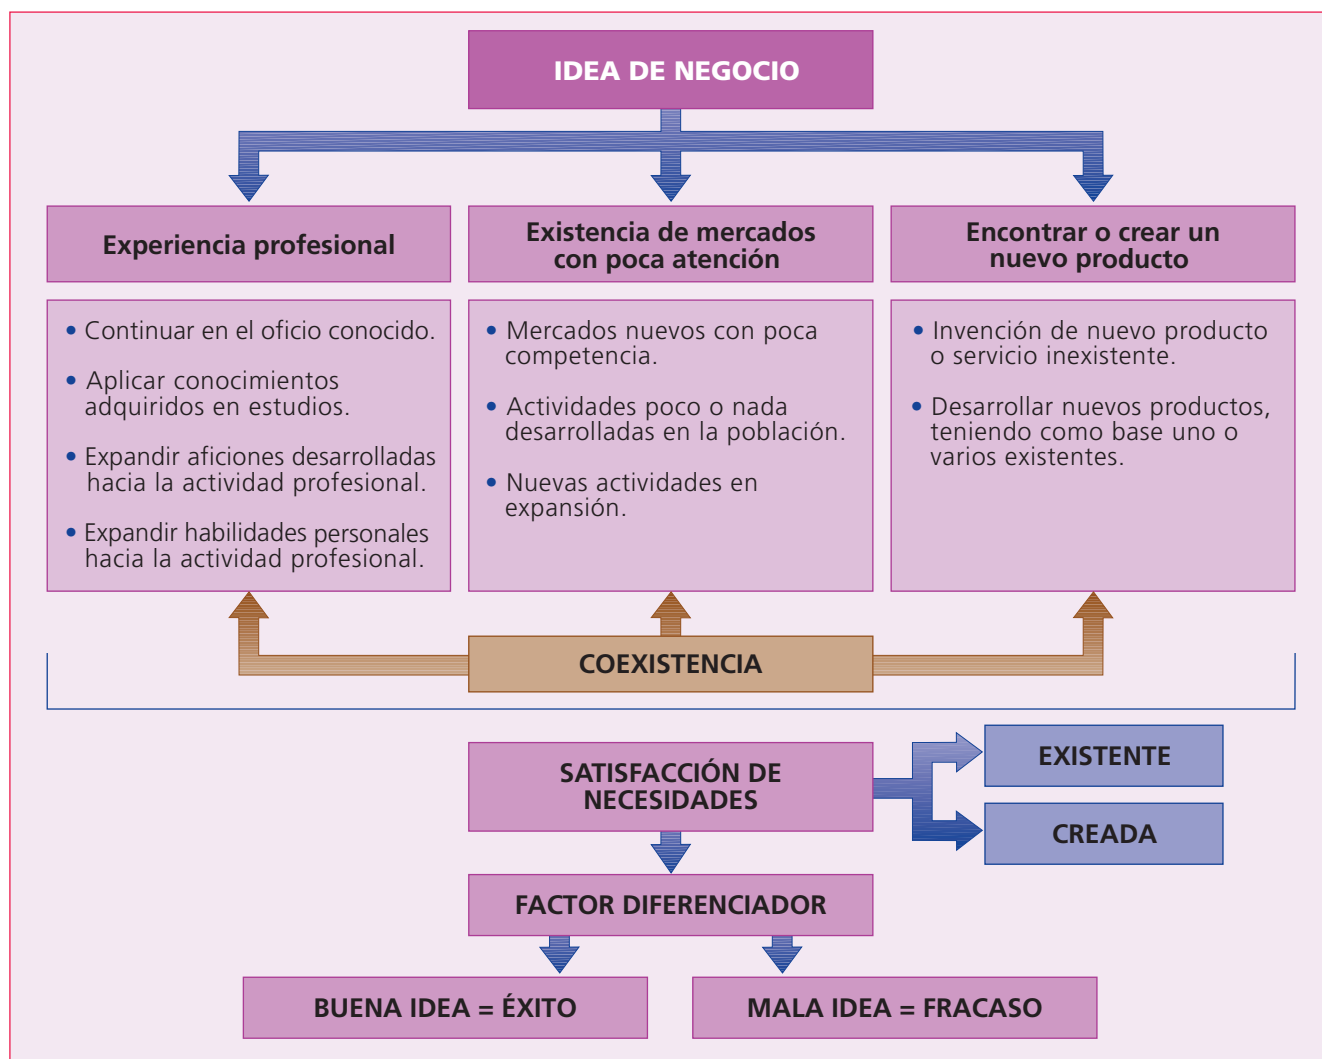 IDEA DE NEGOCIO
Experiencia profesional
• Continuar en el oficio conocido.
• Aplicar conocimientos
adquiridos en estudios.
• Expandir aficiones desarrolladas
hacia la actividad profesional.
• Expandir habilidades personales
hacia la actividad profesional.
Existencia de mercados
con poca atención
• Mercados nuevos con poca
competencia.
• Actividades poco o nada
desarrolladas en la población.
• Nuevas actividades en
expansión.
Encontrar o crear un
nuevo producto
• Invención de nuevo producto
o servicio inexistente.
• Desarrollar nuevos productos,
teniendo como base uno o
varios existentes.
COEXISTENCIA
SATISFACCIÓN DE
NECESIDADES
EXISTENTE
CREADA
FACTOR DIFERENCIADOR
BUENA IDEA = ÉXITO
MALA IDEA = FRACASO